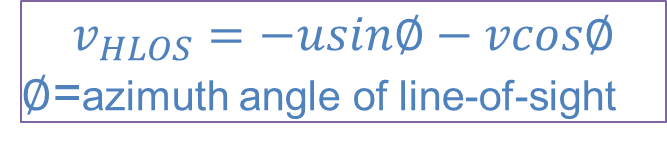 v_HLOS = −usin∅ − vcos∅
∅=azimuth angle of line-of-sight